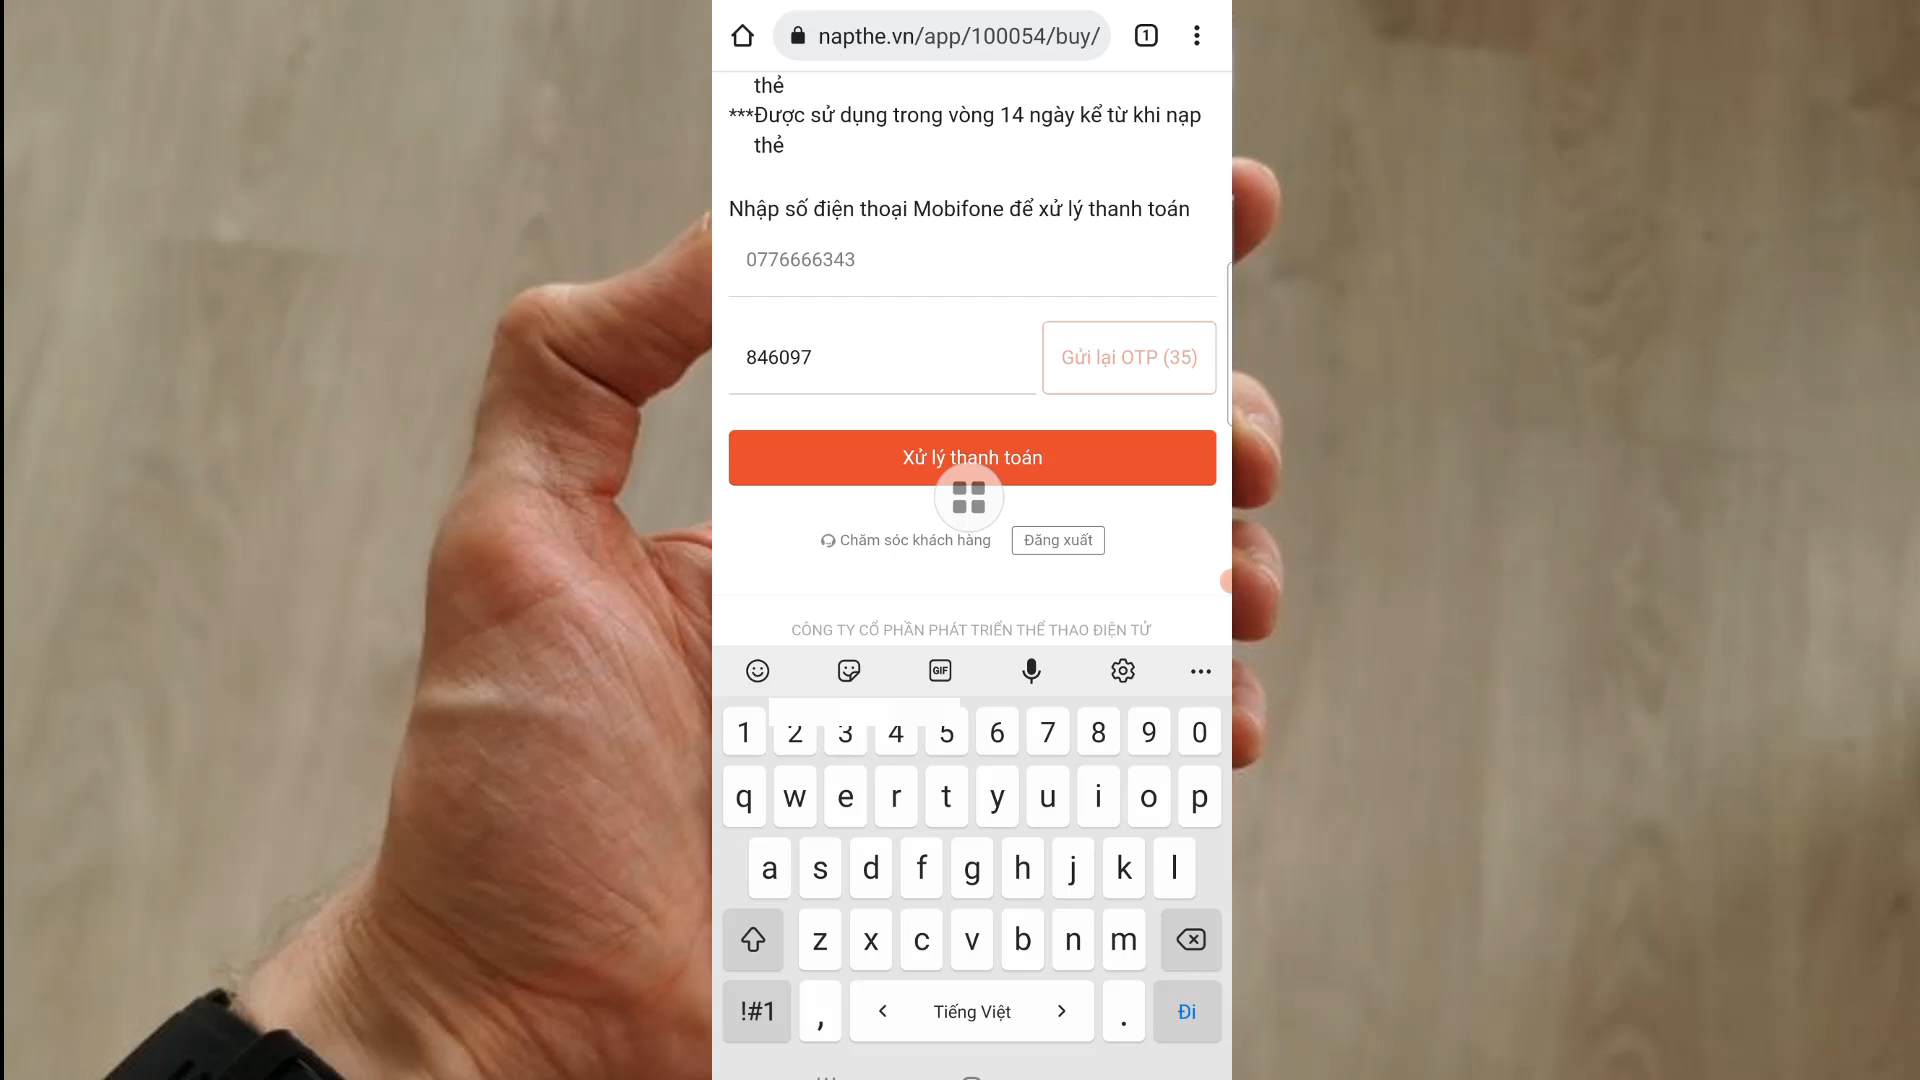 napthe.vn/app/100054/buy/
1
thẻ
***Được sử dụng trong vòng 14 ngày kể từ khi nạp
thẻ
Nhập số điện thoại Mobifone để xử lý thanh toán
0776666343
846097
Gửi lại OTP (35)
Xử lý thanh toán
Chăm sóc khách hàng
Đăng xuất
CÔNG TY CỔ PHẦN PHÁT TRIỂN THỂ THAO ĐIỆN TỬ
GIF
1 2 3 4 5 6 7 8 9 0
q w e r t y u i o p
a s d f g h j k l
z x c v b n m
!#1 , < Tiếng Việt > . Đi